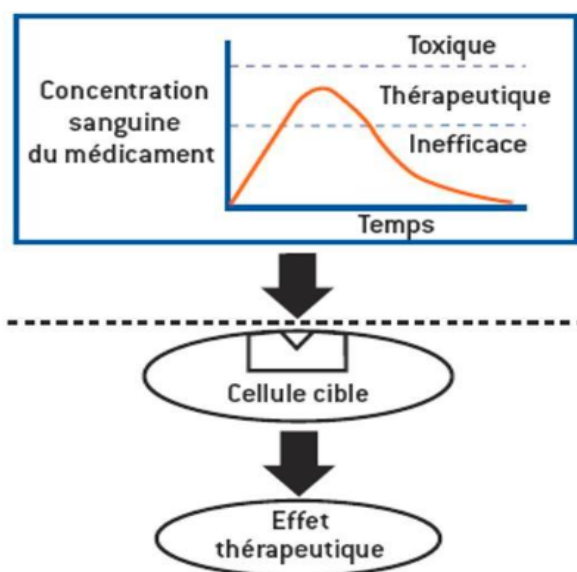 Toxique
Concentration
sanguine
du médicament
Thérapeutique
Inefficace
Temps
Cellule cible
Effet
thérapeutique